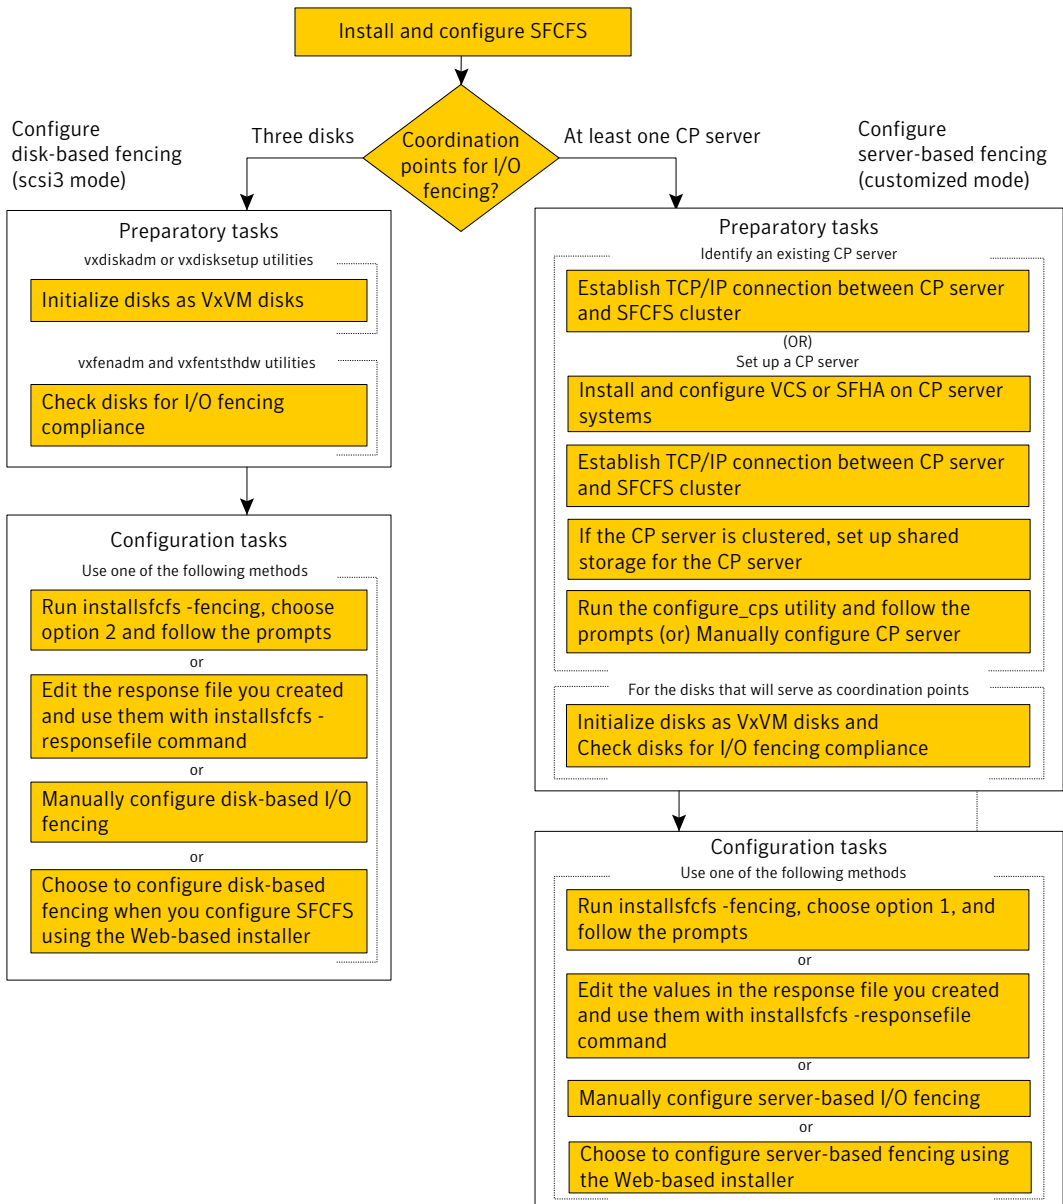 Install and configure SFCFS
Coordination
points for I/O
fencing?
Three disks
At least one CP server
Configure
disk-based fencing
(scsi3 mode)
Preparatory tasks
vxdiskadm or vxdisksetup utilities
Initialize disks as VxVM disks
vxfenadm and vxfentsthdw utilities
Check disks for I/O fencing
compliance
Configuration tasks
Use one of the following methods
Run installsfcfs -fencing, choose
option 2 and follow the prompts
or
Edit the response file you created
and use them with installsfcfs -
responsefile command
or
Manually configure disk-based I/O
fencing
or
Choose to configure disk-based
fencing when you configure SFCFS
using the Web-based installer
Configure
server-based fencing
(customized mode)
Preparatory tasks
Identify an existing CP server
Establish TCP/IP connection between CP server
and SFCFS cluster
(OR)
Set up a CP server
Install and configure VCS or SFHA on CP server
systems
Establish TCP/IP connection between CP server
and SFCFS cluster
If the CP server is clustered, set up shared
storage for the CP server
Run the configure_cps utility and follow the
prompts (or) Manually configure CP server
For the disks that will serve as coordination points
Initialize disks as VxVM disks and
Check disks for I/O fencing compliance
Configuration tasks
Use one of the following methods
Run installsfcfs -fencing, choose option 1, and
follow the prompts
or
Edit the values in the response file you created
and use them with installsfcfs -responsefile
command
or
Manually configure server-based I/O fencing
or
Choose to configure server-based fencing using
the Web-based installer